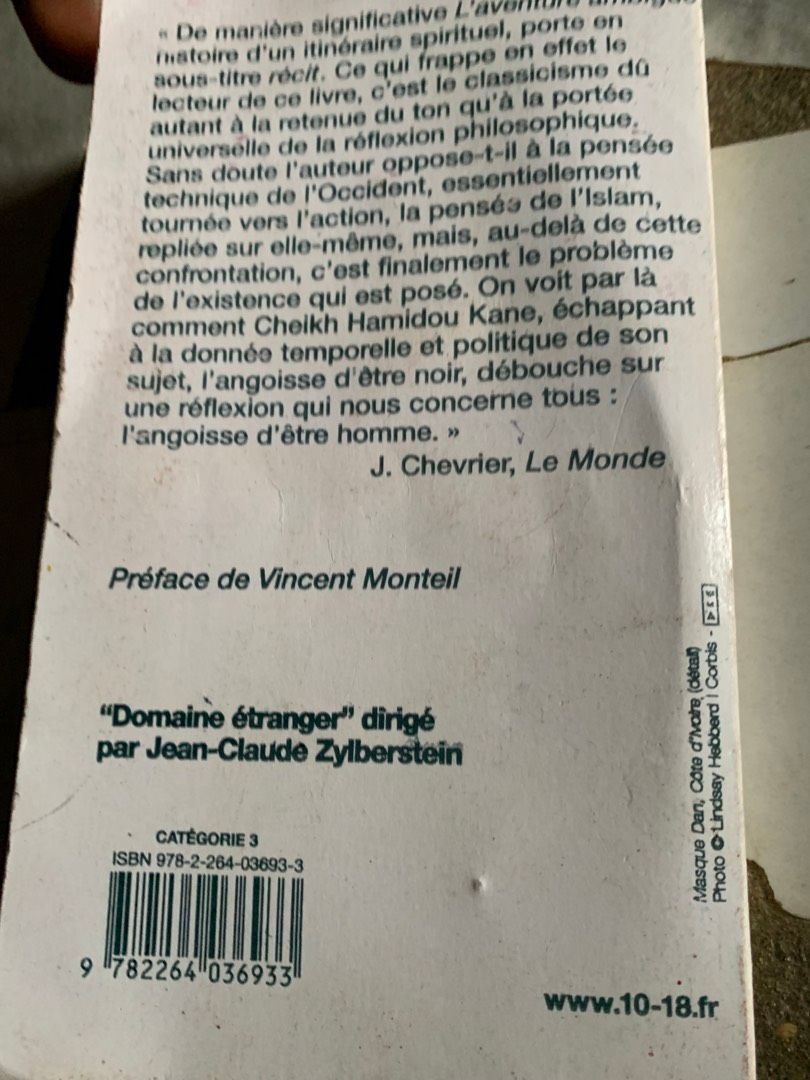 « De manière significative L'aventure
histoire d'un itinéraire spirituel, porte en
sous-titre récit. Ce qui frappe en effet le
lecteur de ce livre, c'est le classicisme dû
autant à la retenue du ton qu'à la portée
universelle de la réflexion philosophique.
Sans doute l'auteur oppose-t-il à la pensée
technique de l'Occident, essentiellement
tournée vers l'action, la pensée de l'Islam,
repliée sur elle-même, mais, au-delà de cette
confrontation, c'est finalement le problème
de l'existence qui est posé. On voit par là
comment Cheikh Hamidou Kane, échappant
à la donnée temporelle et politique de son
sujet, l'angoisse d'être noir, débouche sur
une réflexion qui nous concerne tous :
l'angoisse d'être homme. »
J. Chevrier, Le Monde
Préface de Vincent Monteil
"Domaine étranger" dirigé
par Jean-Claude Zylberstein
CATÉGORIE 3
ISBN 978-2-264-03693-3
9 782264 036933
www.10-18.fr
Masque Dan, Côte d'Ivoire (détail)
Photo © Lindsay Hebberd | Corbis -